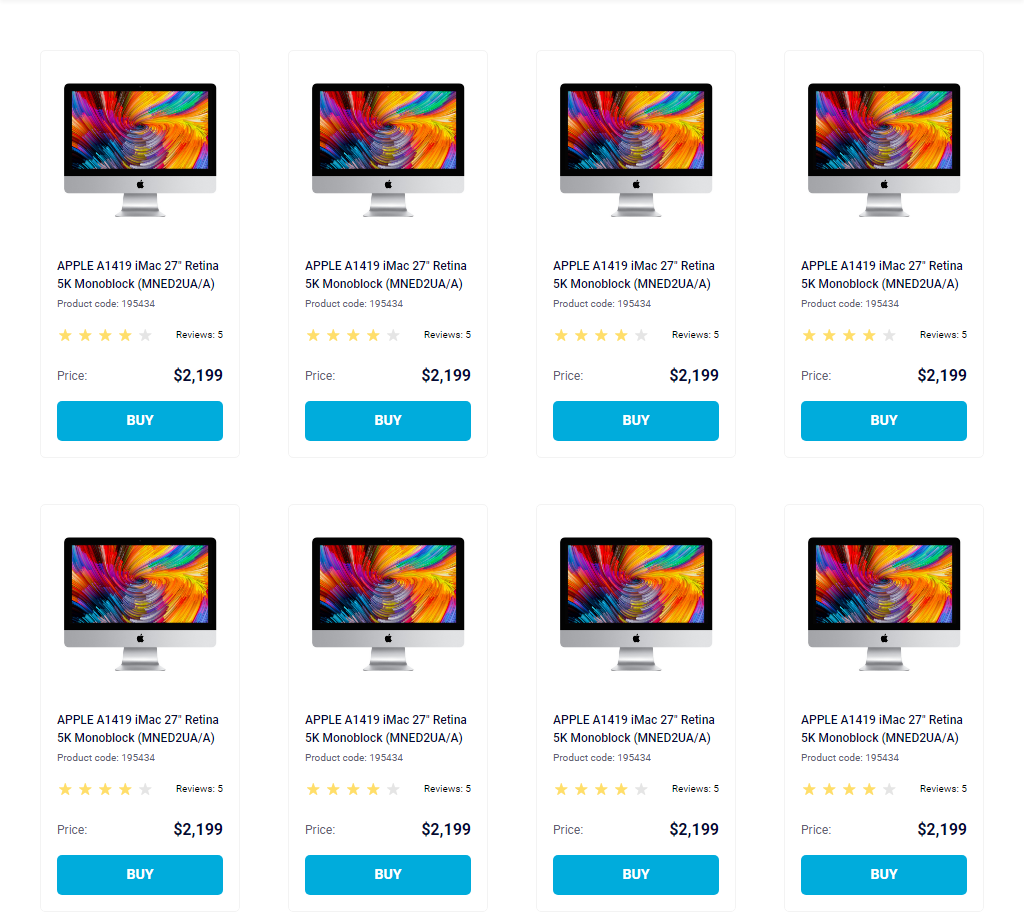 APPLE A1419 iMac 27" Retina
5K Monoblock (MNED2UA/A)
Product code: 195434
Reviews: 5
Price: $2,199
BUY
APPLE A1419 iMac 27" Retina
5K Monoblock (MNED2UA/A)
Product code: 195434
Reviews: 5
Price: $2,199
BUY
APPLE A1419 iMac 27" Retina
5K Monoblock (MNED2UA/A)
Product code: 195434
Reviews: 5
Price: $2,199
BUY
APPLE A1419 iMac 27" Retina
5K Monoblock (MNED2UA/A)
Product code: 195434
Reviews: 5
Price: $2,199
BUY
APPLE A1419 iMac 27" Retina
5K Monoblock (MNED2UA/A)
Product code: 195434
Reviews: 5
Price: $2,199
BUY
APPLE A1419 iMac 27" Retina
5K Monoblock (MNED2UA/A)
Product code: 195434
Reviews: 5
Price: $2,199
BUY
APPLE A1419 iMac 27" Retina
5K Monoblock (MNED2UA/A)
Product code: 195434
Reviews: 5
Price: $2,199
BUY
APPLE A1419 iMac 27" Retina
5K Monoblock (MNED2UA/A)
Product code: 195434
Reviews: 5
Price: $2,199
BUY